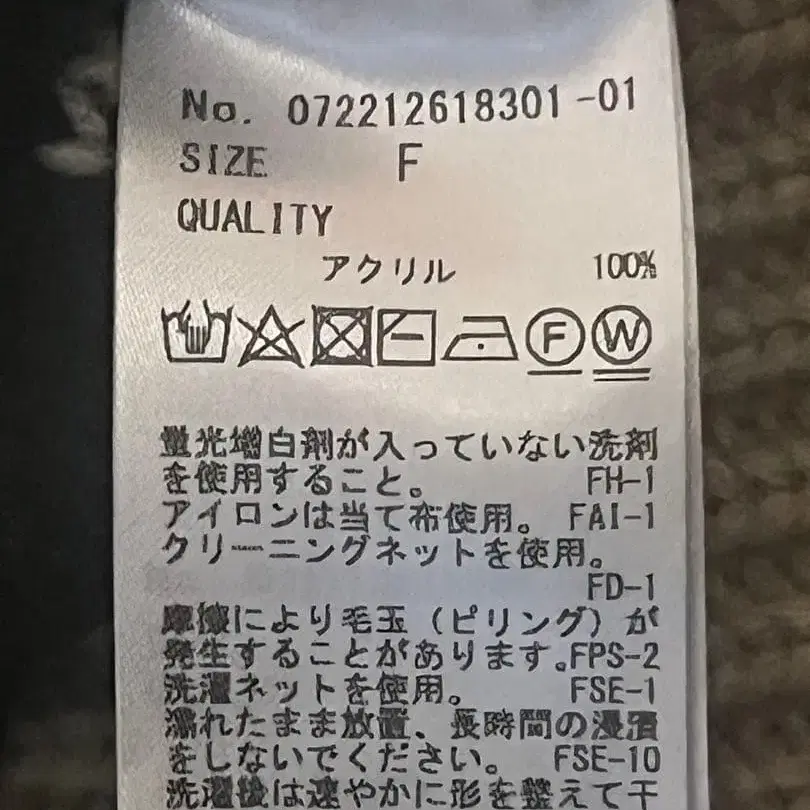 No. 072212618301-01
SIZE F
QUALITY
アクリル 100%
F W
蛍光増白剤が入っていない洗剤
を使用すること。 FH-1
アイロンは当て布使用。 FAI-1
クリーニングネットを使用。
FD-1
摩擦により毛玉(ピリング)が
発生することがあります。FPS-2
洗濯ネットを使用。 FSE-1
濡れたまま放置、長時間の浸漬
をしないでください。 FSE-10
洗濯後は速やかに形を整えて干